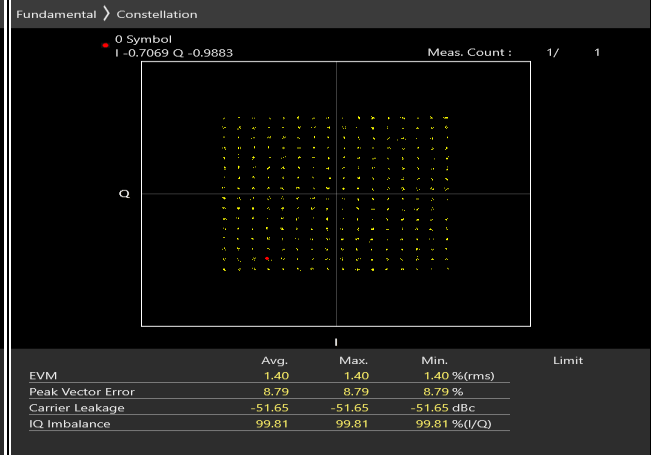 Fundamental 〉 Constellation
0 Symbol
I -0.7069 Q -0.9883
Meas. Count : 1/ 1
Q
I
Avg. Max. Min. Limit
EVM 1.40 1.40 1.40 %(rms)
Peak Vector Error 8.79 8.79 8.79 %
Carrier Leakage -51.65 -51.65 -51.65 dBc
IQ Imbalance 99.81 99.81 99.81 %(I/Q)